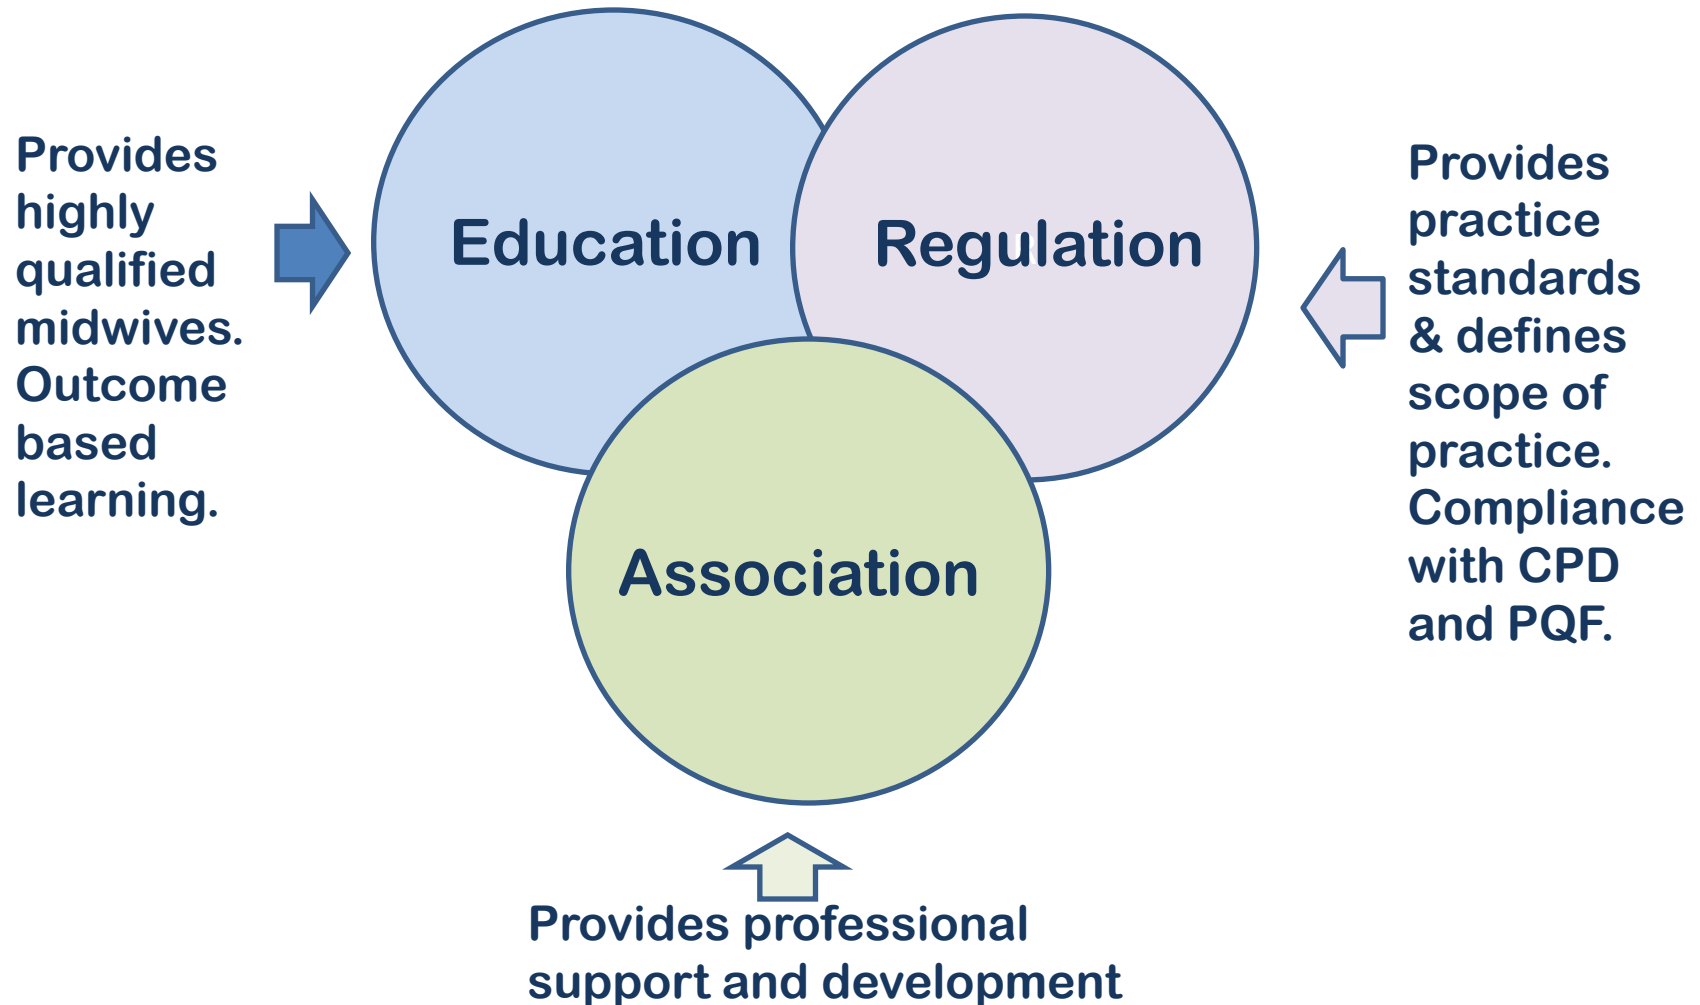 Provides
highly
qualified
midwives.
Outcome
based
learning.
Education
Regulation
Association
Provides
practice
standards
& defines
scope of
practice.
Compliance
with CPD
and PQF.
Provides professional
support and development